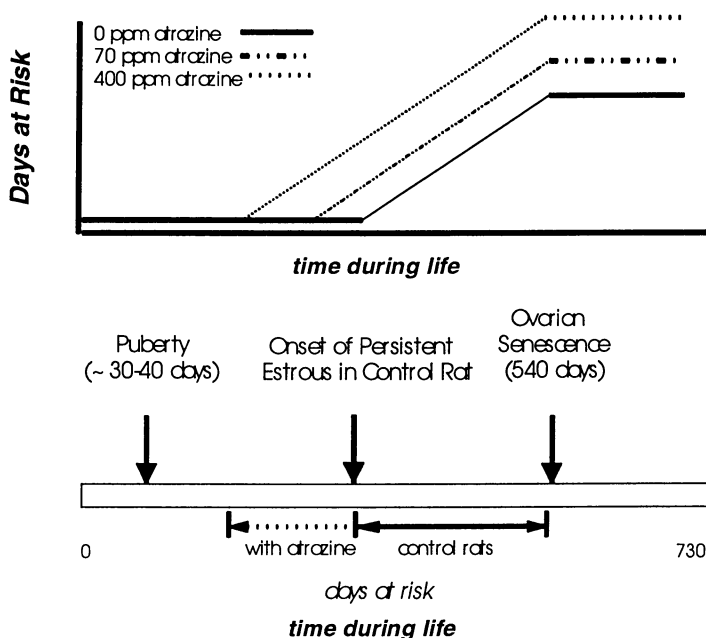 Days at Risk
0 ppm atrazine
70 ppm atrazine
400 ppm atrazine
time during life
Puberty
(~ 30-40 days)
Onset of Persistent
Estrous in Control Rat
Ovarian
Senescence
(540 days)
with atrazine
control rats
0
730
days at risk
time during life